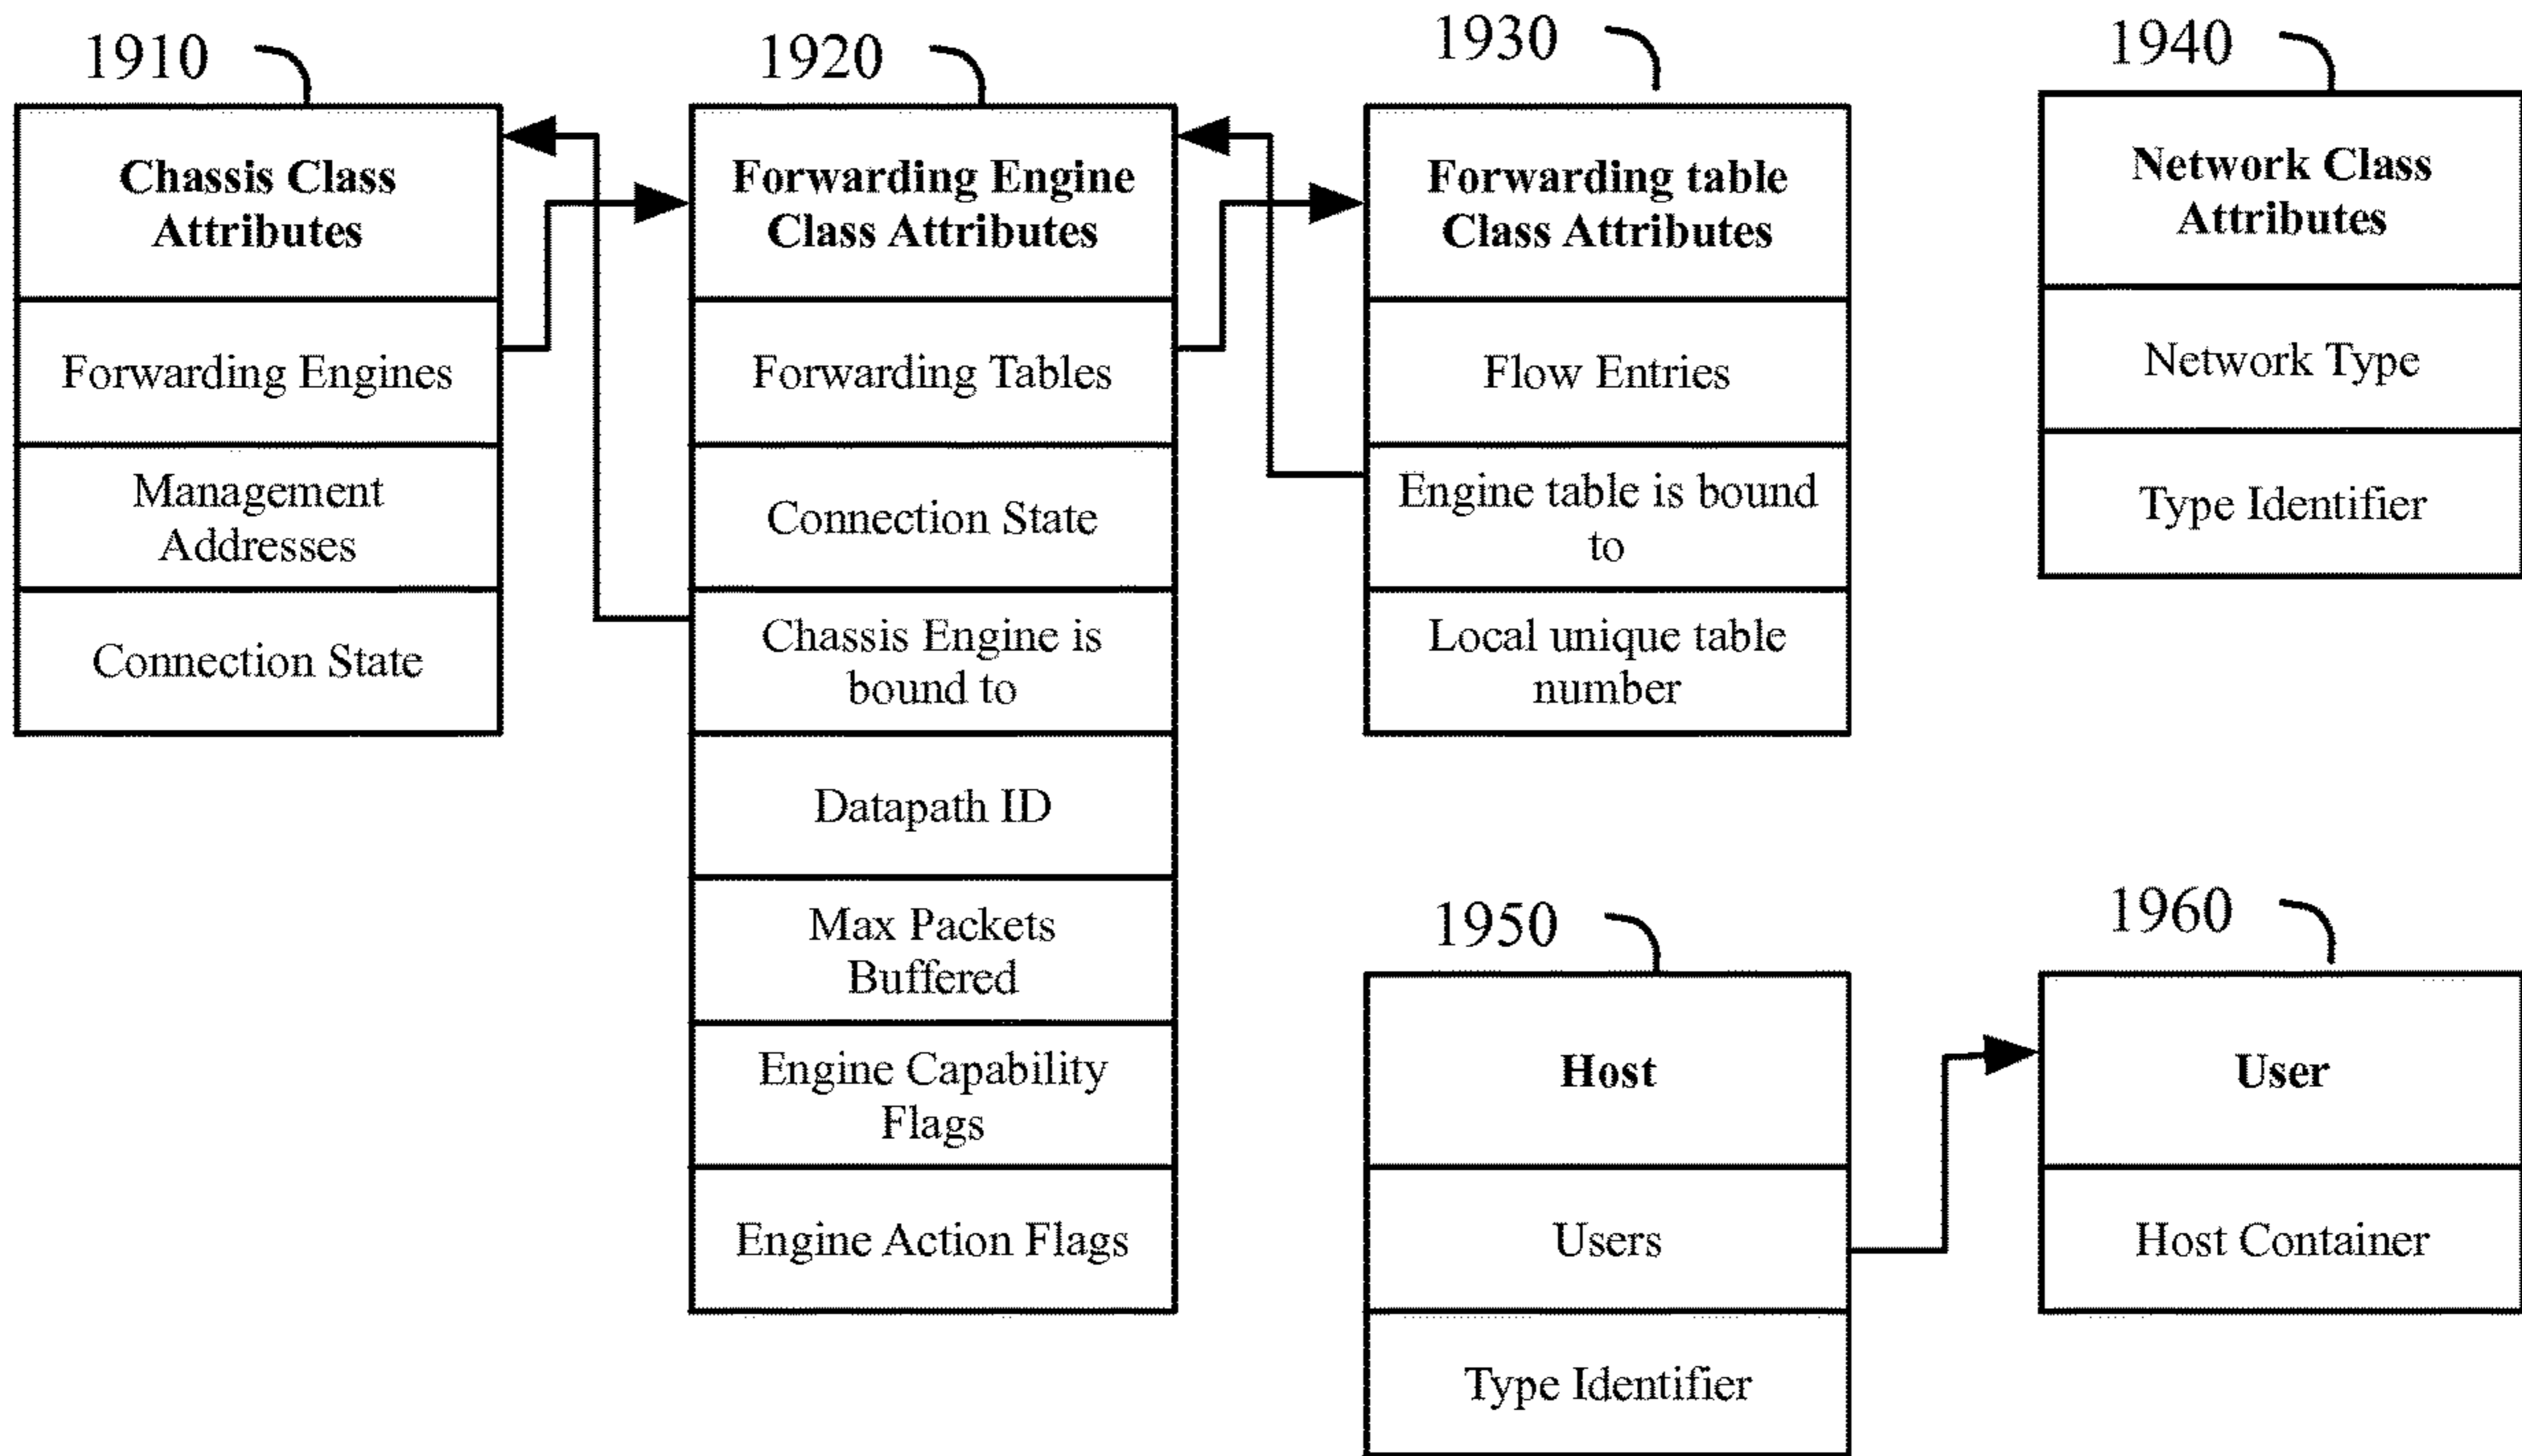 1910
Chassis Class
Attributes
Forwarding Engines
Management
Addresses
Connection State
1920
Forwarding Engine
Class Attributes
Forwarding Tables
Connection State
Chassis Engine is
bound to
Datapath ID
Max Packets
Buffered
Engine Capability
Flags
Engine Action Flags
1930
Forwarding table
Class Attributes
Flow Entries
Engine table is bound
to
Local unique table
number
1940
Network Class
Attributes
Network Type
Type Identifier
1950
Host
Users
Type Identifier
1960
User
Host Container